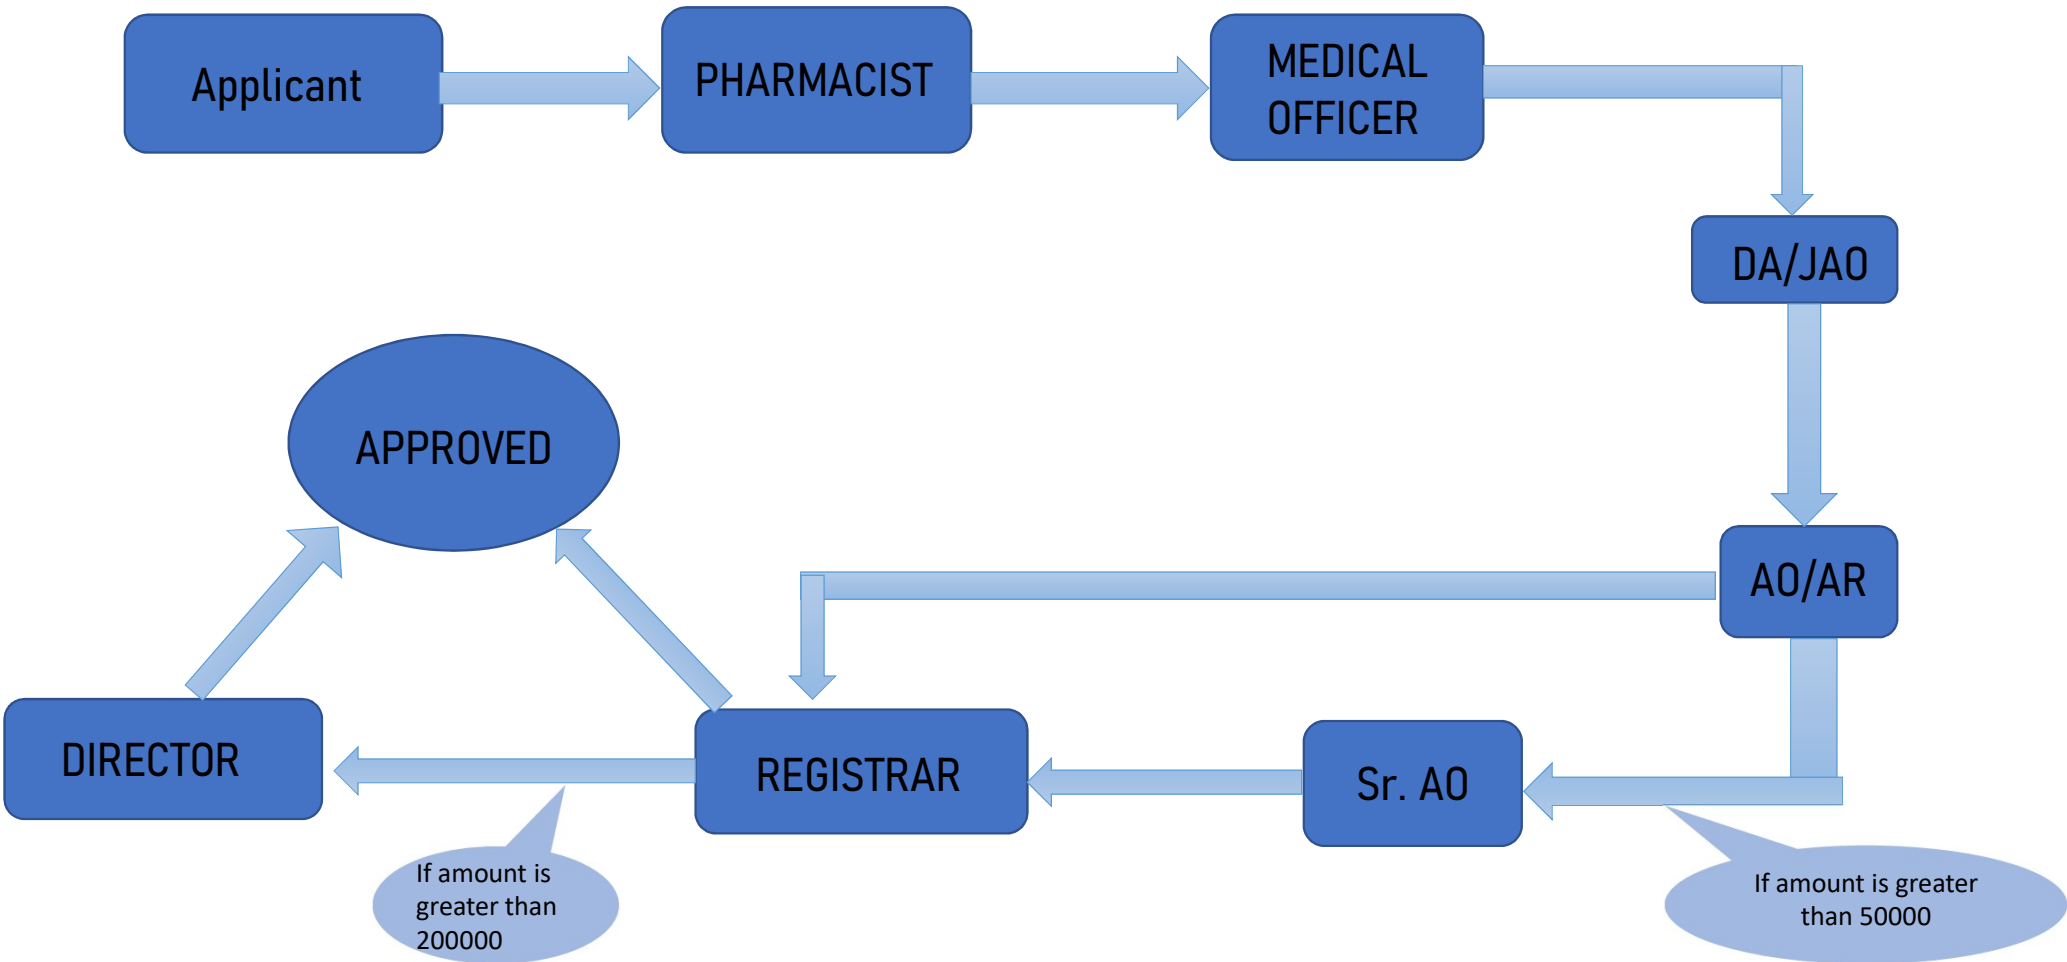 Applicant
PHARMACIST
MEDICAL
OFFICER
DA/JAO
APPROVED
AO/AR
DIRECTOR
REGISTRAR
Sr. AO
If amount is
greater than
200000
If amount is greater
than 50000